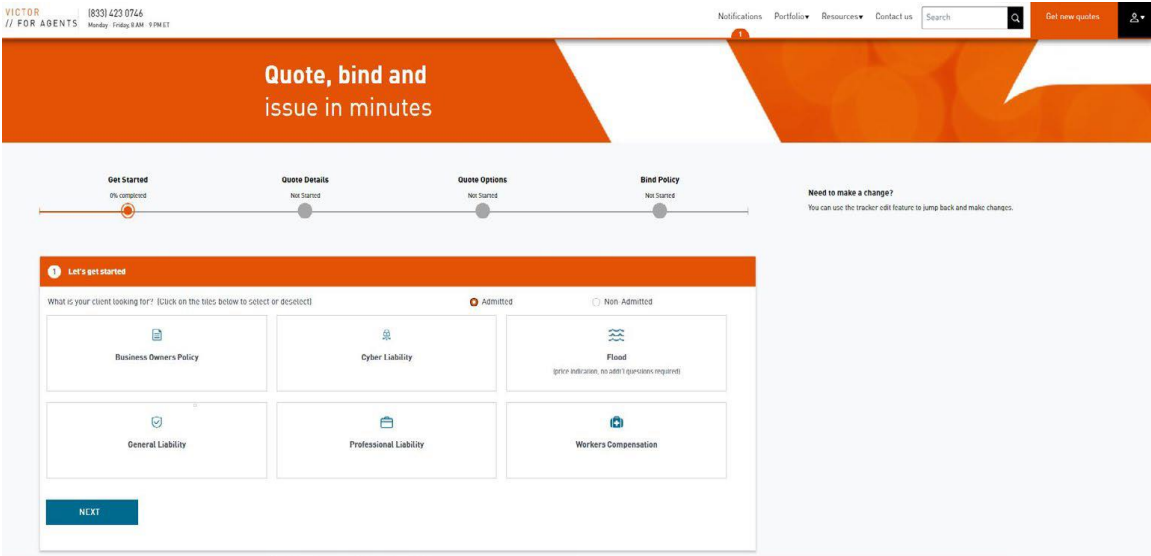 VICTOR
// FOR AGENTS
(833) 423 0746
Monday - Friday, 8 AM - 9 PM ET
Notifications
1
Portfolio▾
Resources▾
Contact us
Search
Get new quotes
Quote, bind and
issue in minutes
Get Started
0% completed
Quote Details
Not Started
Quote Options
Not Started
Bind Policy
Not Started
Need to make a change?
You can use the tracker edit feature to jump back and make changes.
1 Let's get started
What is your client looking for? (Click on the tiles below to select or deselect)
Admitted
Non-Admitted
Business Owners Policy
Cyber Liability
Flood
(price indication, no addt'l questions required)
General Liability
Professional Liability
Workers Compensation
NEXT